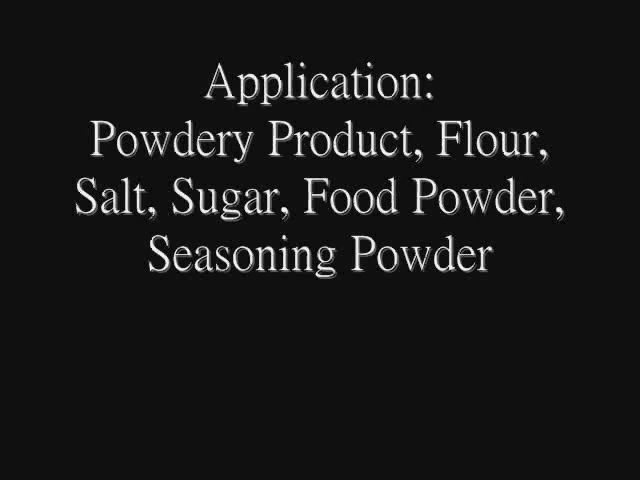 Application:
Powdery Product, Flour,
Salt, Sugar, Food Powder,
Seasoning Powder